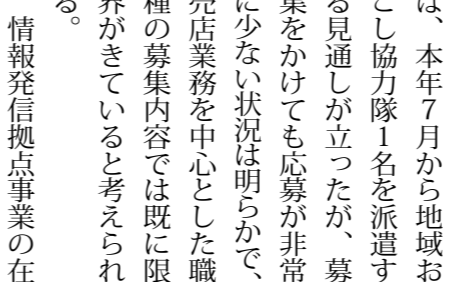 は、本年７月から地域お
こし協力隊１名を派遣す
る見通しが立ったが、募
集をかけても応募が非常
に少ない状況は明らかで、
売店業務を中心とした職
種の募集内容では既に限
界がきていると考えられ
る。
情報発信拠点事業の在